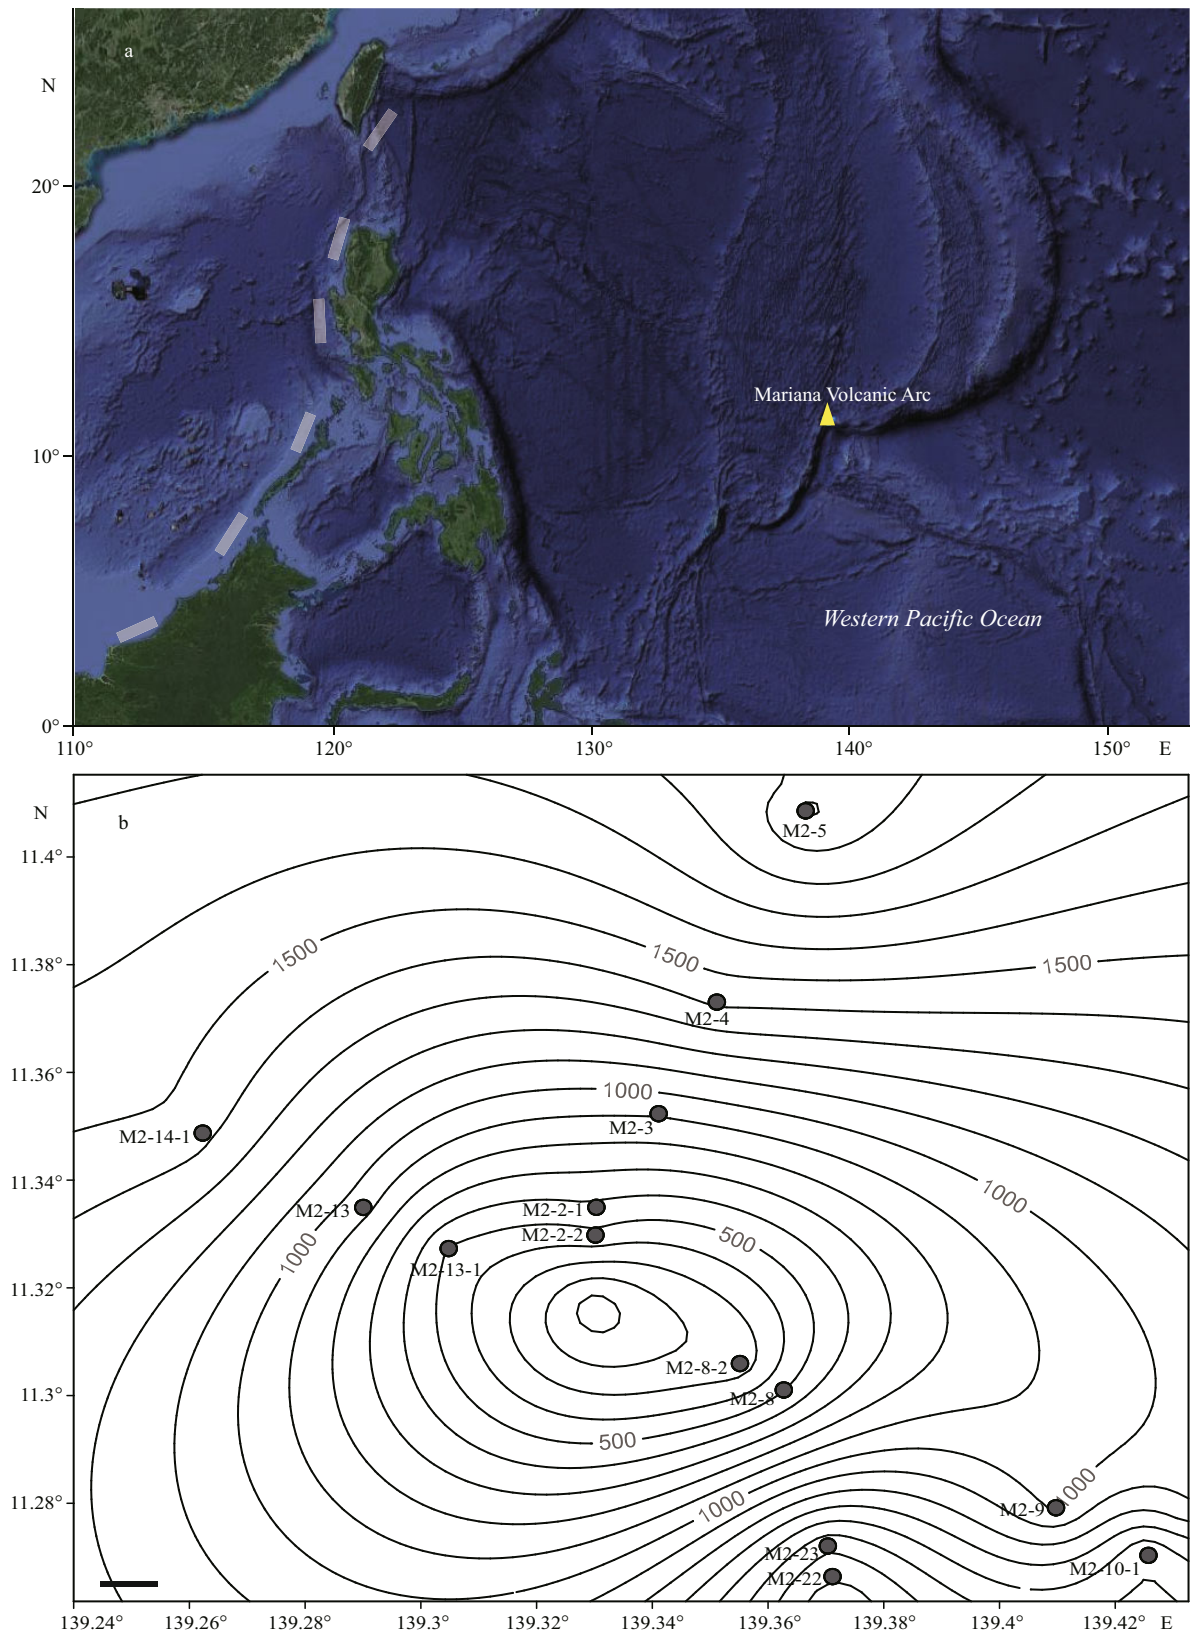 a
N
20°
10°
0°
Mariana Volcanic Arc
Western Pacific Ocean
110°
120°
130°
140°
150°
E
N
b
M2-5
11.4°
1500
1500
1500
11.38°
M2-4
11.36°
1000
M2-3
M2-14-1
11.34°
1000
M2-13
M2-2-1
M2-2-2
500
1000
M2-13-1
11.32°
M2-8-2
11.3°
M2-8
500
1000
1000
M2-9
11.28°
M2-23
M2-22
M2-10-1
139.24°
139.26°
139.28°
139.3°
139.32°
139.34°
139.36°
139.38°
139.4°
139.42°
E